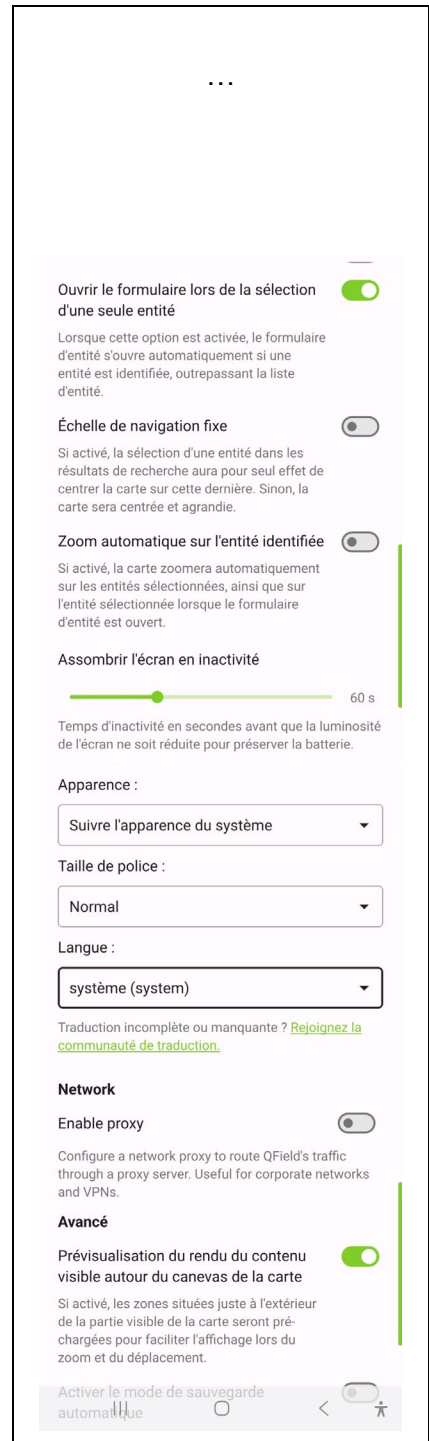 ...
Ouvrir le formulaire lors de la sélection
d'une seule entité
Lorsque cette option est activée, le formulaire
d'entité s'ouvre automatiquement si une
entité est identifiée, outrepassant la liste
d'entité.
Échelle de navigation fixe
Si activé, la sélection d'une entité dans les
résultats de recherche aura pour seul effet de
centrer la carte sur cette dernière. Sinon, la
carte sera centrée et agrandie.
Zoom automatique sur l'entité identifiée
Si activé, la carte zoomera automatiquement
sur les entités sélectionnées, ainsi que sur
l'entité sélectionnée lorsque le formulaire
d'entité est ouvert.
Assombrir l'écran en inactivité
60 s
Temps d'inactivité en secondes avant que la luminosité
de l'écran ne soit réduite pour préserver la batterie.
Apparence :
Suivre l'apparence du système
Taille de police :
Normal
Langue :
système (system)
Traduction incomplète ou manquante ? Rejoignez la
communauté de traduction.
Network
Enable proxy
Configure a network proxy to route QField's traffic
through a proxy server. Useful for corporate networks
and VPNs.
Avancé
Prévisualisation du rendu du contenu
visible autour du canevas de la carte
Si activé, les zones situées juste à l'extérieur
de la partie visible de la carte seront pré-
chargées pour faciliter l'affichage lors du
zoom et du déplacement.
Activer le mode de sauvegarde
automatique